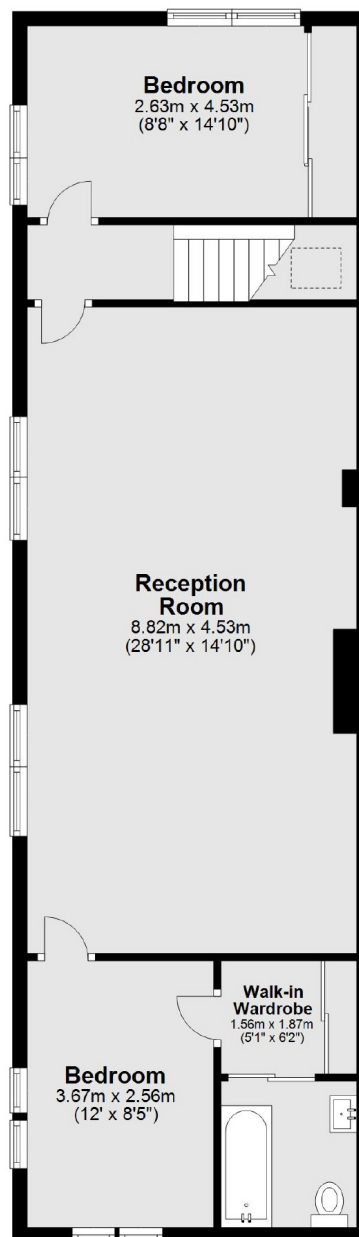 Bedroom
2.63m x 4.53m
(8'8" x 14'10")
Reception
Room
8.82m x 4.53m
(28'11" x 14'10")
Walk-in
Wardrobe
1.56m x 1.87m
(5'1" x 6'2")
Bedroom
3.67m x 2.56m
(12' x 8'5")